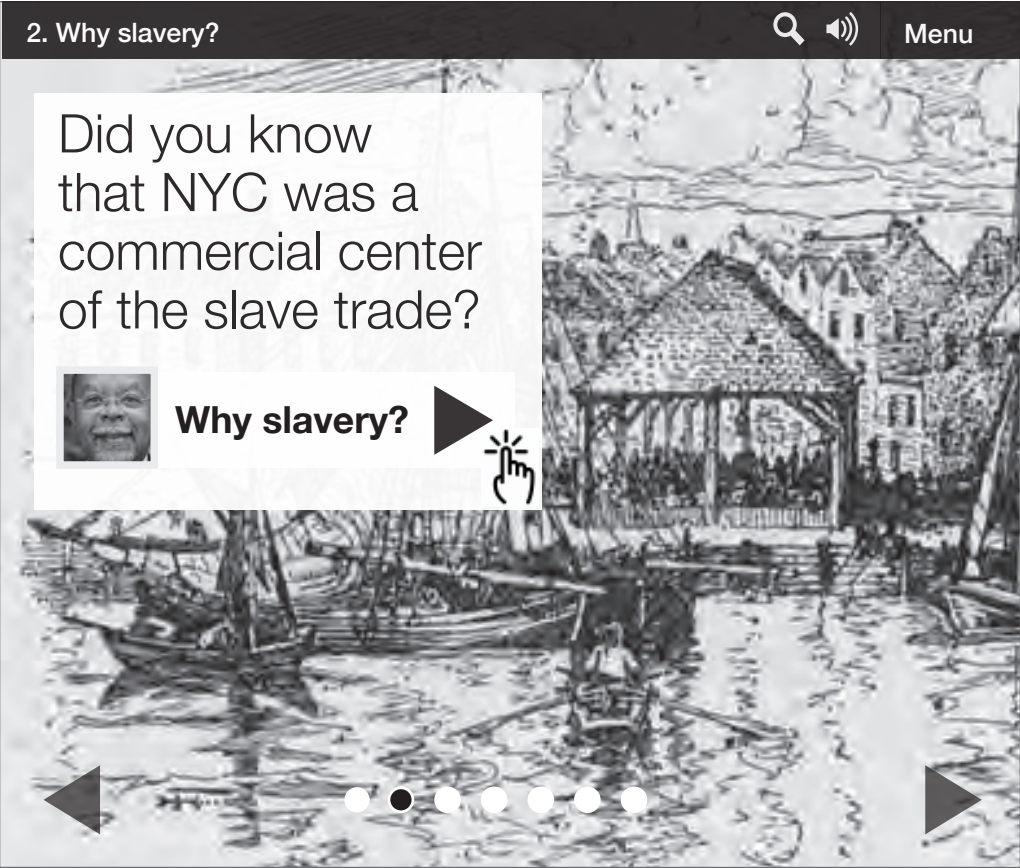 2. Why slavery?
Menu
Did you know
that NYC was a
commercial center
of the slave trade?
Why slavery?